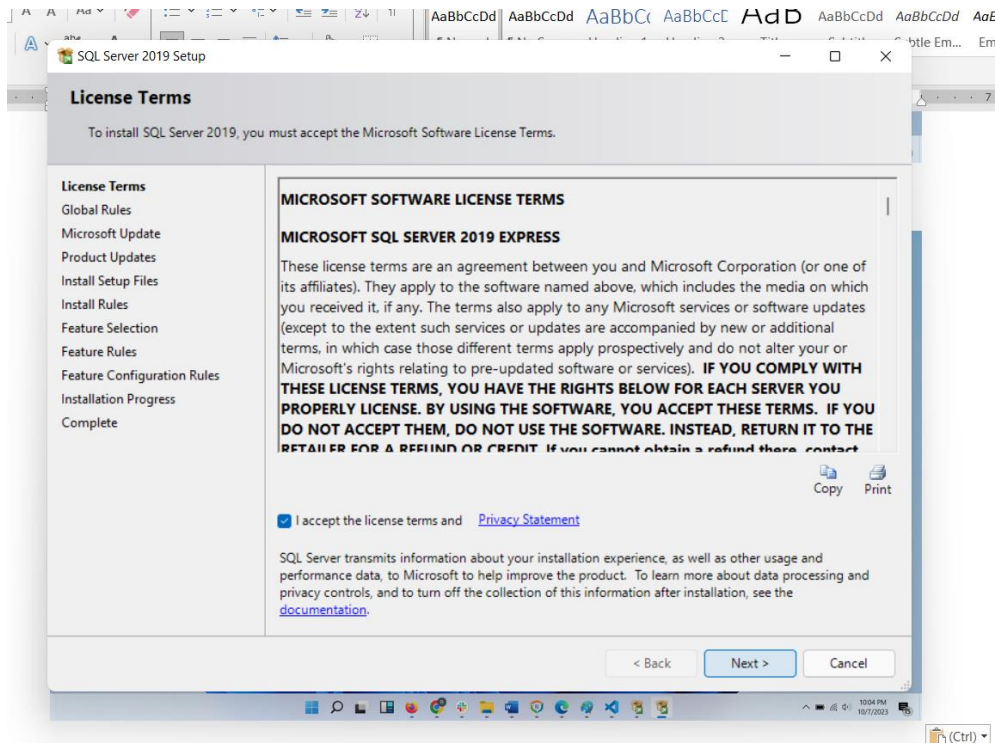 AaBbCcDd AaBbCcDd AaBbC( AaBbCcE AaB AaBbCcDd AaBbCcDd
SQL Server 2019 Setup
License Terms
To install SQL Server 2019, you must accept the Microsoft Software License Terms.
License Terms
Global Rules
Microsoft Update
Product Updates
Install Setup Files
Install Rules
Feature Selection
Feature Rules
Feature Configuration Rules
Installation Progress
Complete
MICROSOFT SOFTWARE LICENSE TERMS
MICROSOFT SQL SERVER 2019 EXPRESS
These license terms are an agreement between you and Microsoft Corporation (or one of
its affiliates). They apply to the software named above, which includes the media on which
you received it, if any. The terms also apply to any Microsoft services or software updates
(except to the extent such services or updates are accompanied by new or additional
terms, in which case those different terms apply prospectively and do not alter your or
Microsoft's rights relating to pre-updated software or services). IF YOU COMPLY WITH
THESE LICENSE TERMS, YOU HAVE THE RIGHTS BELOW FOR EACH SERVER YOU
PROPERLY LICENSE. BY USING THE SOFTWARE, YOU ACCEPT THESE TERMS. IF YOU
DO NOT ACCEPT THEM, DO NOT USE THE SOFTWARE. INSTEAD, RETURN IT TO THE
RETAILER FOR A REFUND OR CREDIT. If you cannot obtain a refund there, contact
Copy Print
I accept the license terms and Privacy Statement
SQL Server transmits information about your installation experience, as well as other usage and
performance data, to Microsoft to help improve the product. To learn more about data processing and
privacy controls, and to turn off the collection of this information after installation, see the
documentation.
< Back Next > Cancel
10:04 PM
10/7/2023
(Ctrl)